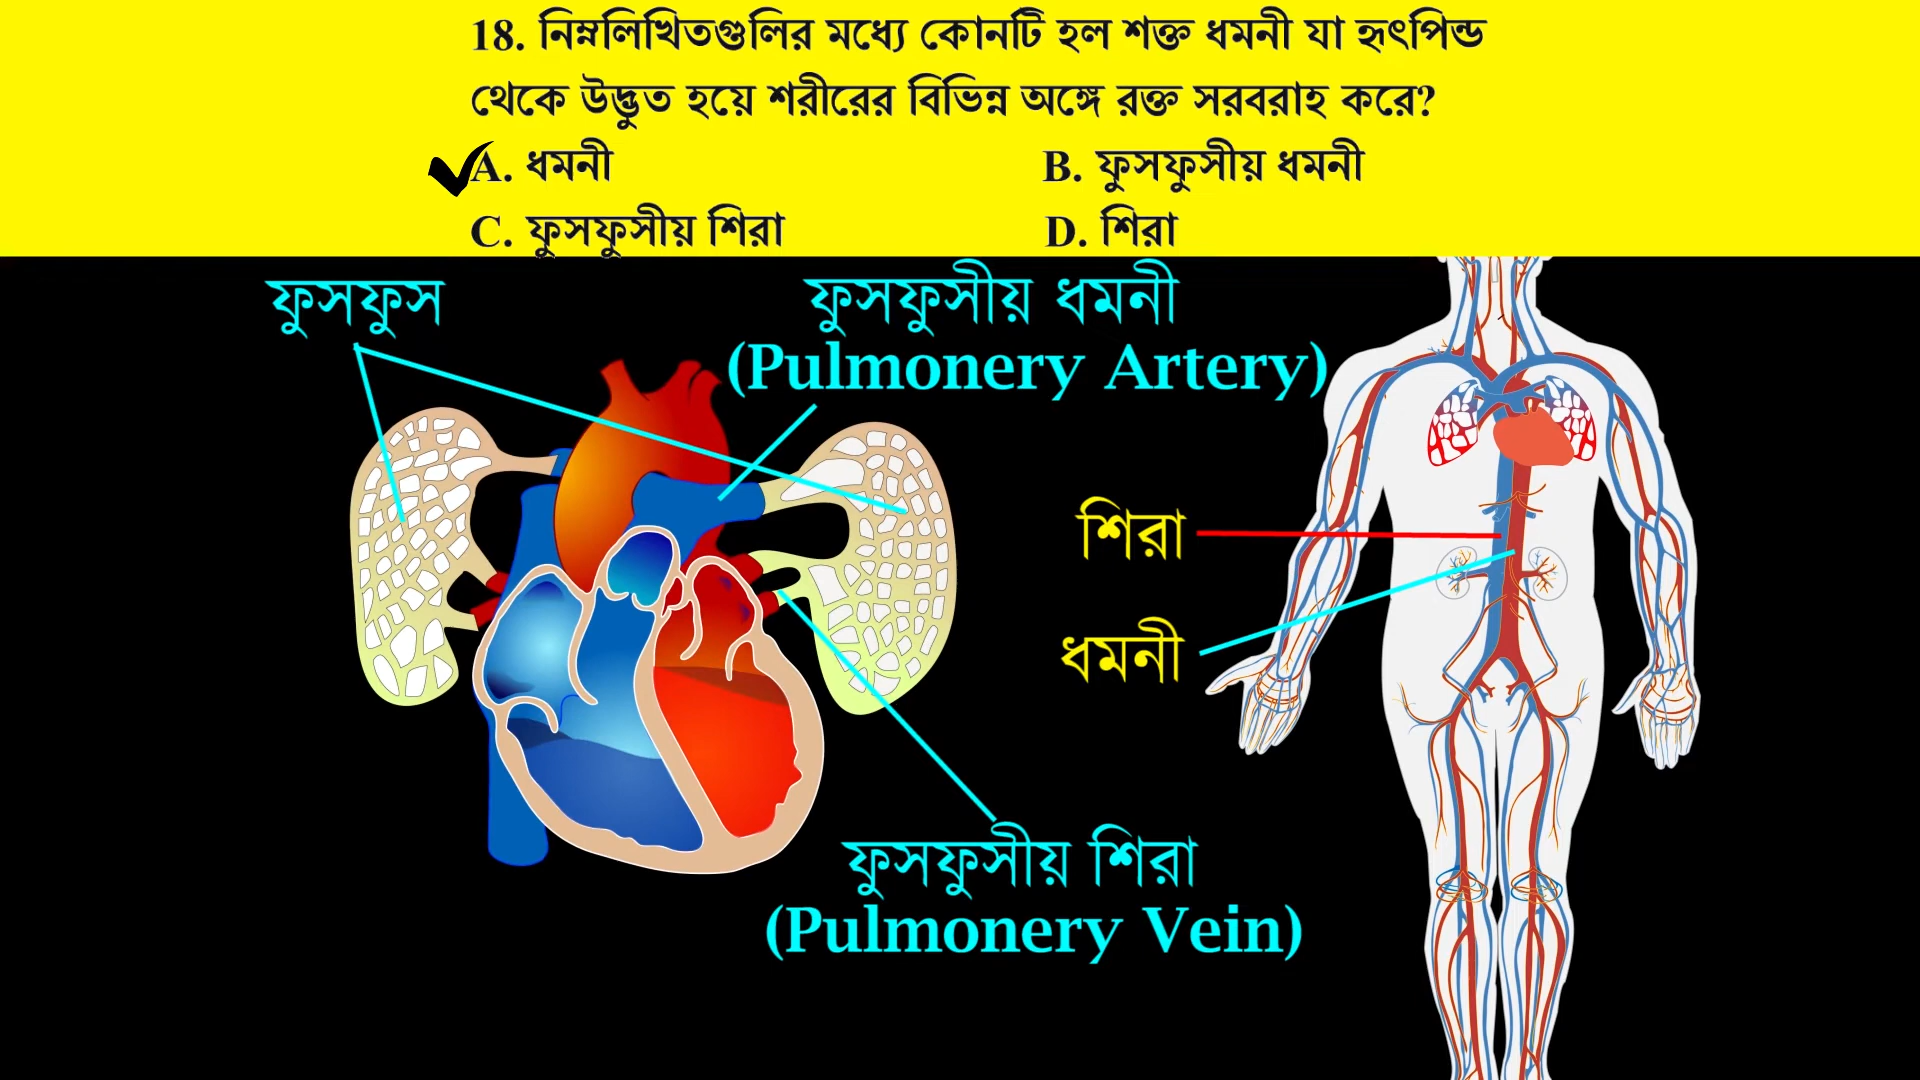 18. নিম্নলিখিতগুলির মধ্যে কোনটি হল শক্ত ধমনী যা হৃৎপিন্ড
থেকে উদ্ভুত হয়ে শরীরের বিভিন্ন অঙ্গে রক্ত সরবরাহ করে?
A. ধমনী B. ফুসফুসীয় ধমনী
C. ফুসফুসীয় শিরা D. শিরা
ফুসফুস
ফুসফুসীয় ধমনী
(Pulmonery Artery)
শিরা
ধমনী
ফুসফুসীয় শিরা
(Pulmonery Vein)